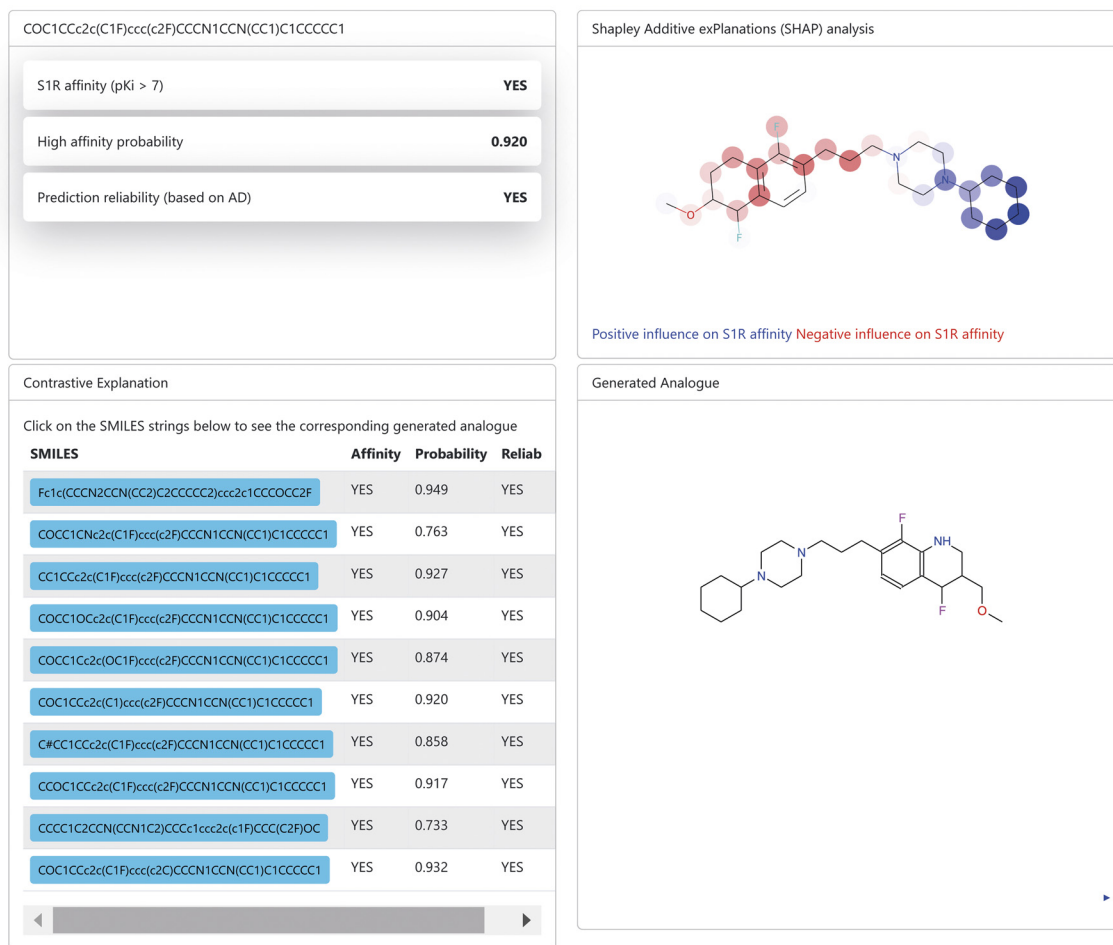 COC1CCc2c(C1F)ccc(c2F)CCCN1CCN(CC1)C1CCCCC1
S1R affinity (pKi > 7) YES
High affinity probability 0.920
Prediction reliability (based on AD) YES
Shapley Additive exPlanations (SHAP) analysis
F
N
N
O
F
Positive influence on S1R affinity Negative influence on S1R affinity
Contrastive Explanation
Click on the SMILES strings below to see the corresponding generated analogue
SMILES Affinity Probability Reliab
Fc1c(CCCN2CCN(CC2)C2CCCCC2)ccc2c1CCCOCC2F YES 0.949 YES
COCC1CNc2c(C1F)ccc(c2F)CCCN1CCN(CC1)C1CCCCC1 YES 0.763 YES
CC1CCc2c(C1F)ccc(c2F)CCCN1CCN(CC1)C1CCCCC1 YES 0.927 YES
COCC1OCc2c(C1F)ccc(c2F)CCCN1CCN(CC1)C1CCCCC1 YES 0.904 YES
COCC1Cc2c(OC1F)ccc(c2F)CCCN1CCN(CC1)C1CCCCC1 YES 0.874 YES
COC1CCc2c(C1)ccc(c2F)CCCN1CCN(CC1)C1CCCCC1 YES 0.920 YES
C#CC1CCc2c(C1F)ccc(c2F)CCCN1CCN(CC1)C1CCCCC1 YES 0.858 YES
CCOC1CCc2c(C1F)ccc(c2F)CCCN1CCN(CC1)C1CCCCC1 YES 0.917 YES
CCCC1C2CCN(CCN1C2)CCCc1ccc2c(c1F)CCC(C2F)OC YES 0.733 YES
COC1CCc2c(C1F)ccc(c2C)CCCN1CCN(CC1)C1CCCCC1 YES 0.932 YES
Generated Analogue
F
NH
N
N
F
O